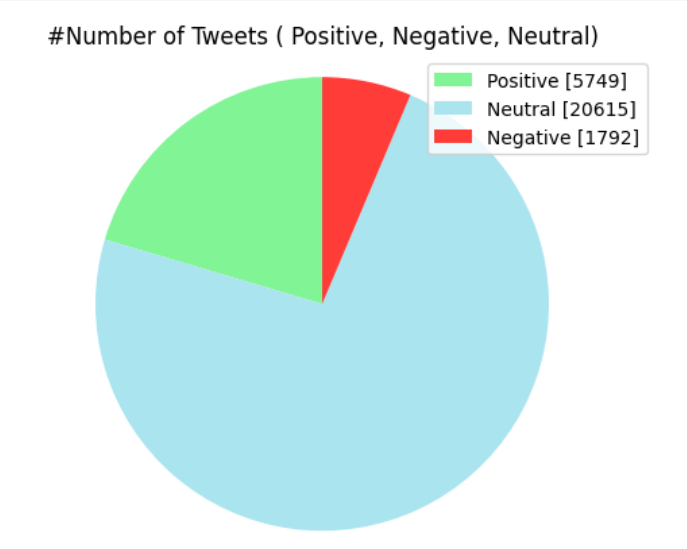 #Number of Tweets ( Positive, Negative, Neutral)
Positive [5749]
Neutral [20615]
Negative [1792]